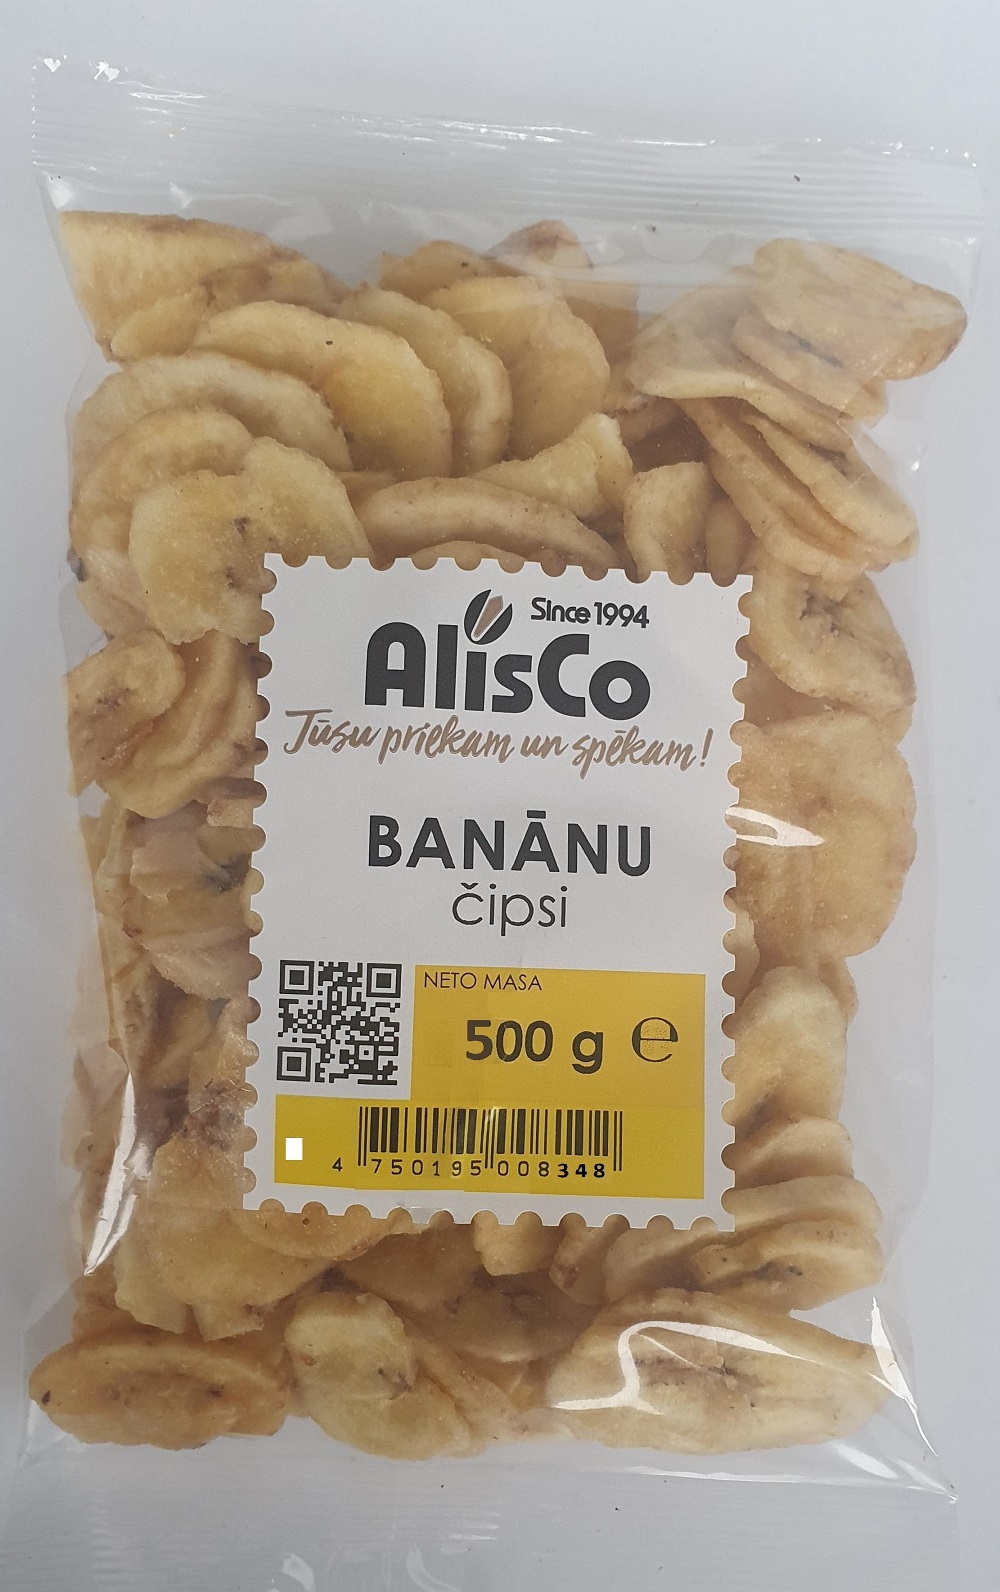 Since 1994
AlisCo
Jūsu priekam un spēkam!
BANĀNU
čipsi
NETO MASA
500 g ℮
4 750195 008348